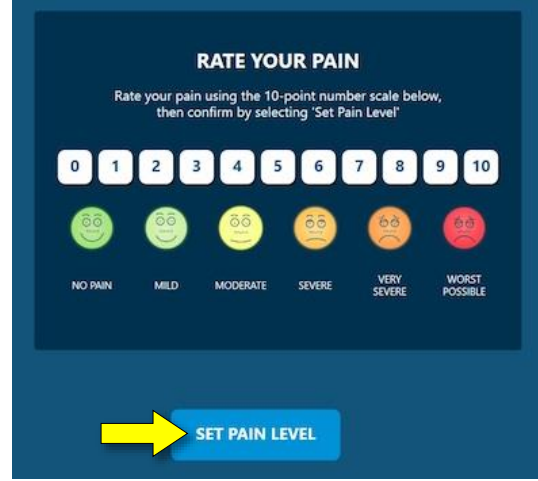 RATE YOUR PAIN
Rate your pain using the 10-point number scale below,
then confirm by selecting 'Set Pain Level'
0 1 2 3 4 5 6 7 8 9 10
NO PAIN MILD MODERATE SEVERE VERY SEVERE WORST POSSIBLE
SET PAIN LEVEL